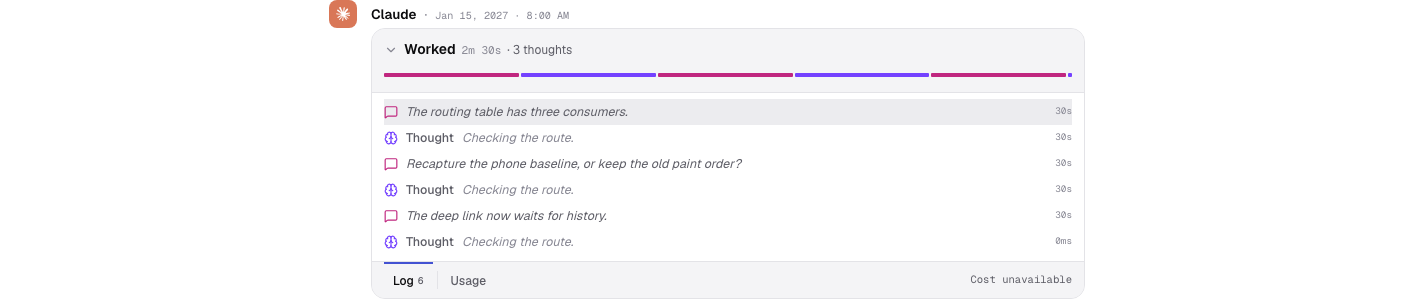 Claude · Jan 15, 2027 · 8:00 AM
Worked 2m 30s · 3 thoughts
The routing table has three consumers. 30s
Thought Checking the route. 30s
Recapture the phone baseline, or keep the old paint order? 30s
Thought Checking the route. 30s
The deep link now waits for history. 30s
Thought Checking the route. 0ms
Log 6 Usage Cost unavailable